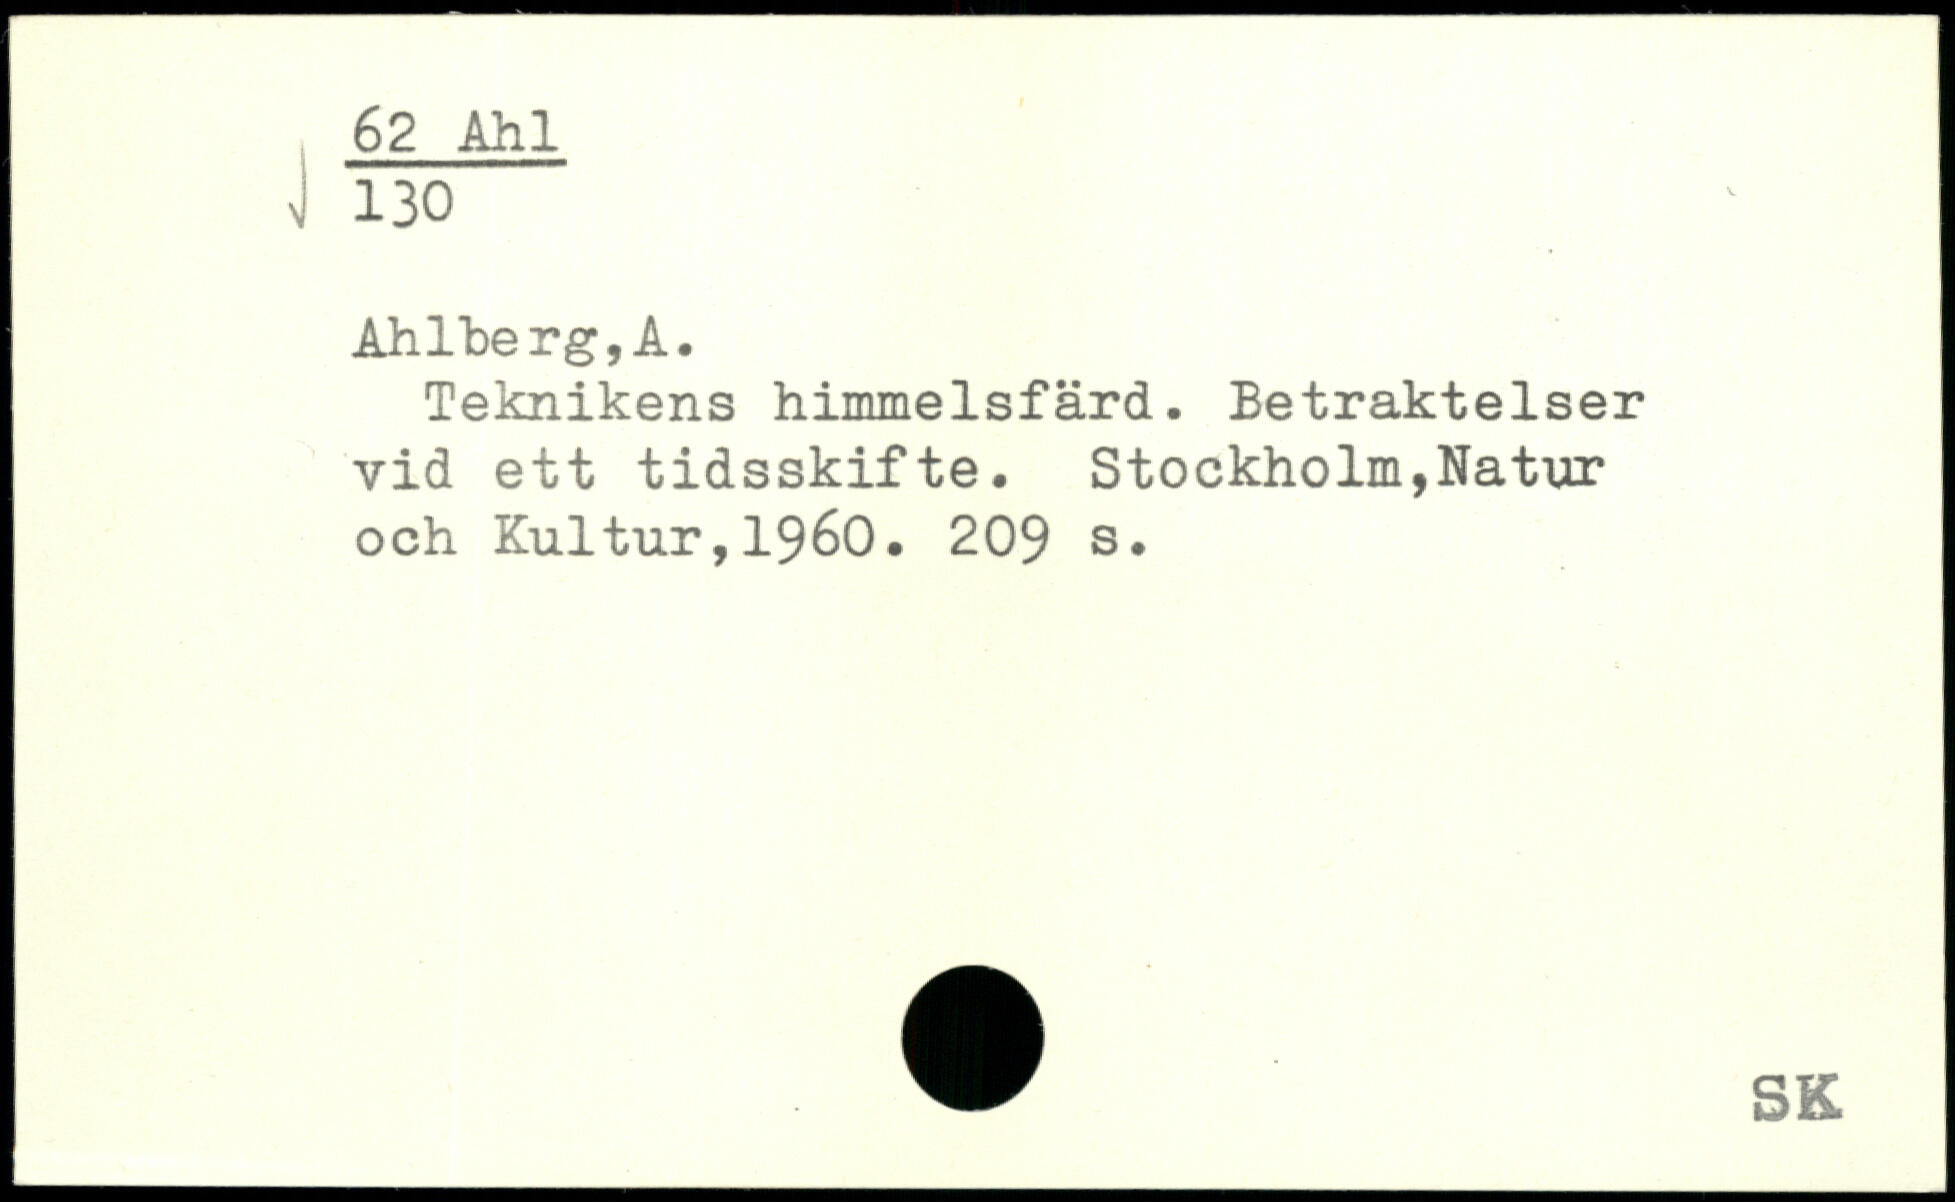 62 Ahl
130
Ahlberg,A.
Teknikens himmelsfärd. Betraktelser
vid ett tidsskifte. Stockholm,Natur
och Kultur,1960. 209 s.
SK